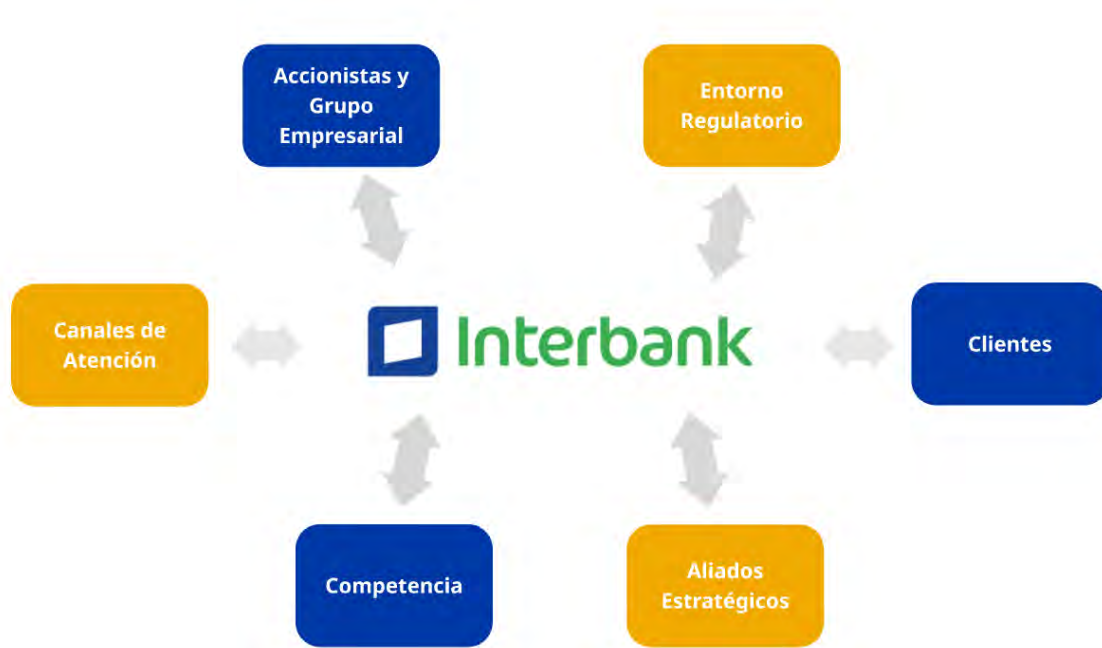 Accionistas y
Grupo
Empresarial
Entorno
Regulatorio
Canales de
Atención
Interbank
Clientes
Competencia
Aliados
Estratégicos